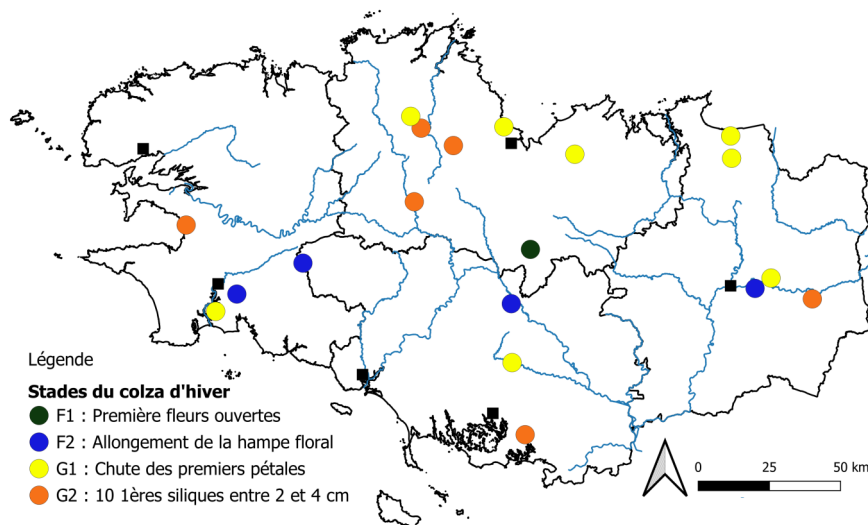 Légende
Stades du colza d'hiver
F1 : Première fleurs ouvertes
F2 : Allongement de la hampe floral
G1 : Chute des premiers pétales
G2 : 10 1ères siliques entre 2 et 4 cm
0 25 50 km